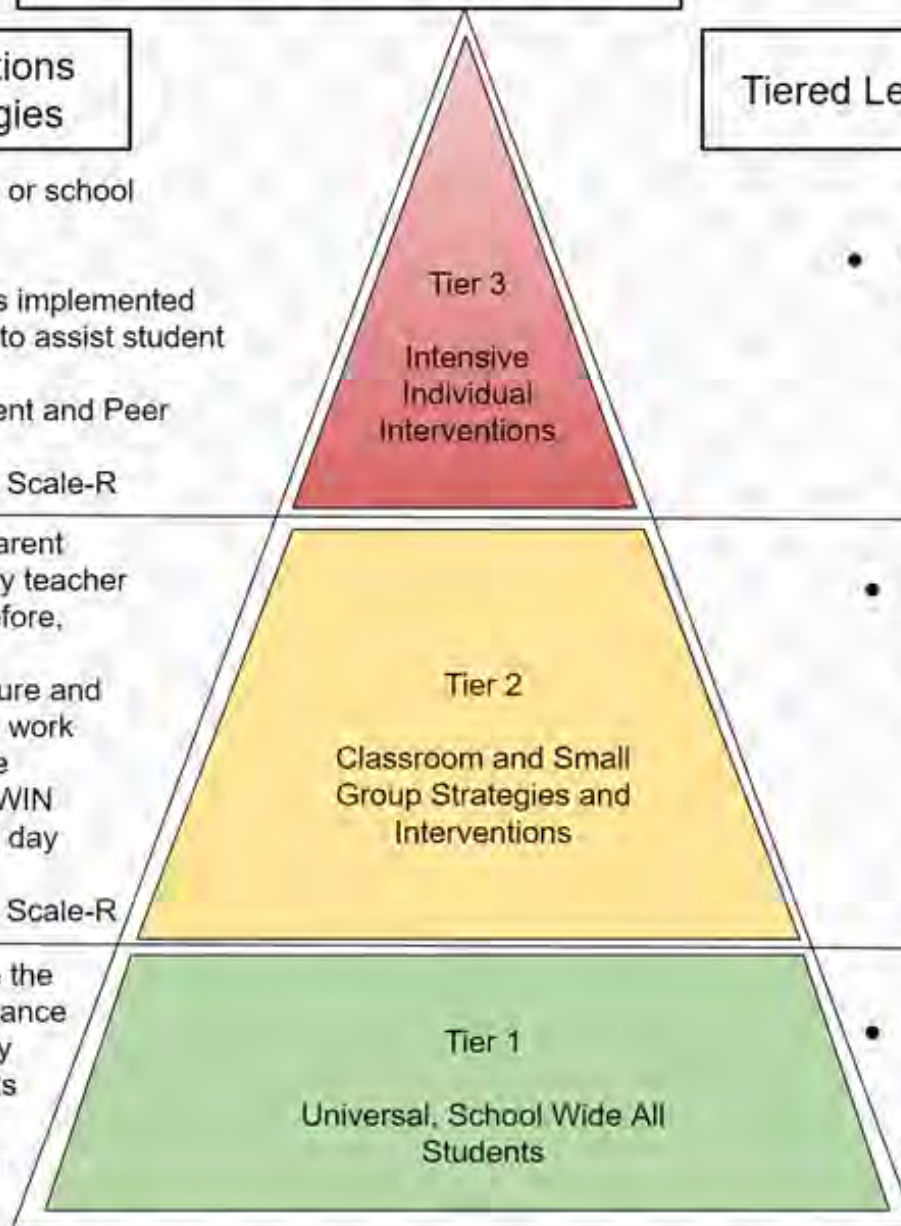 tions
gies
or school
s implemented
to assist student
ent and Peer
Scale-R
arent
y teacher
efore,
ure and
work
e
WIN
day
Scale-R
e the
ance
y
ts
Tier 3
Intensive
Individual
Interventions
Tier 2
Classroom and Small
Group Strategies and
Interventions
Tier 1
Universal, School Wide All
Students
Tiered Le
•
•
•